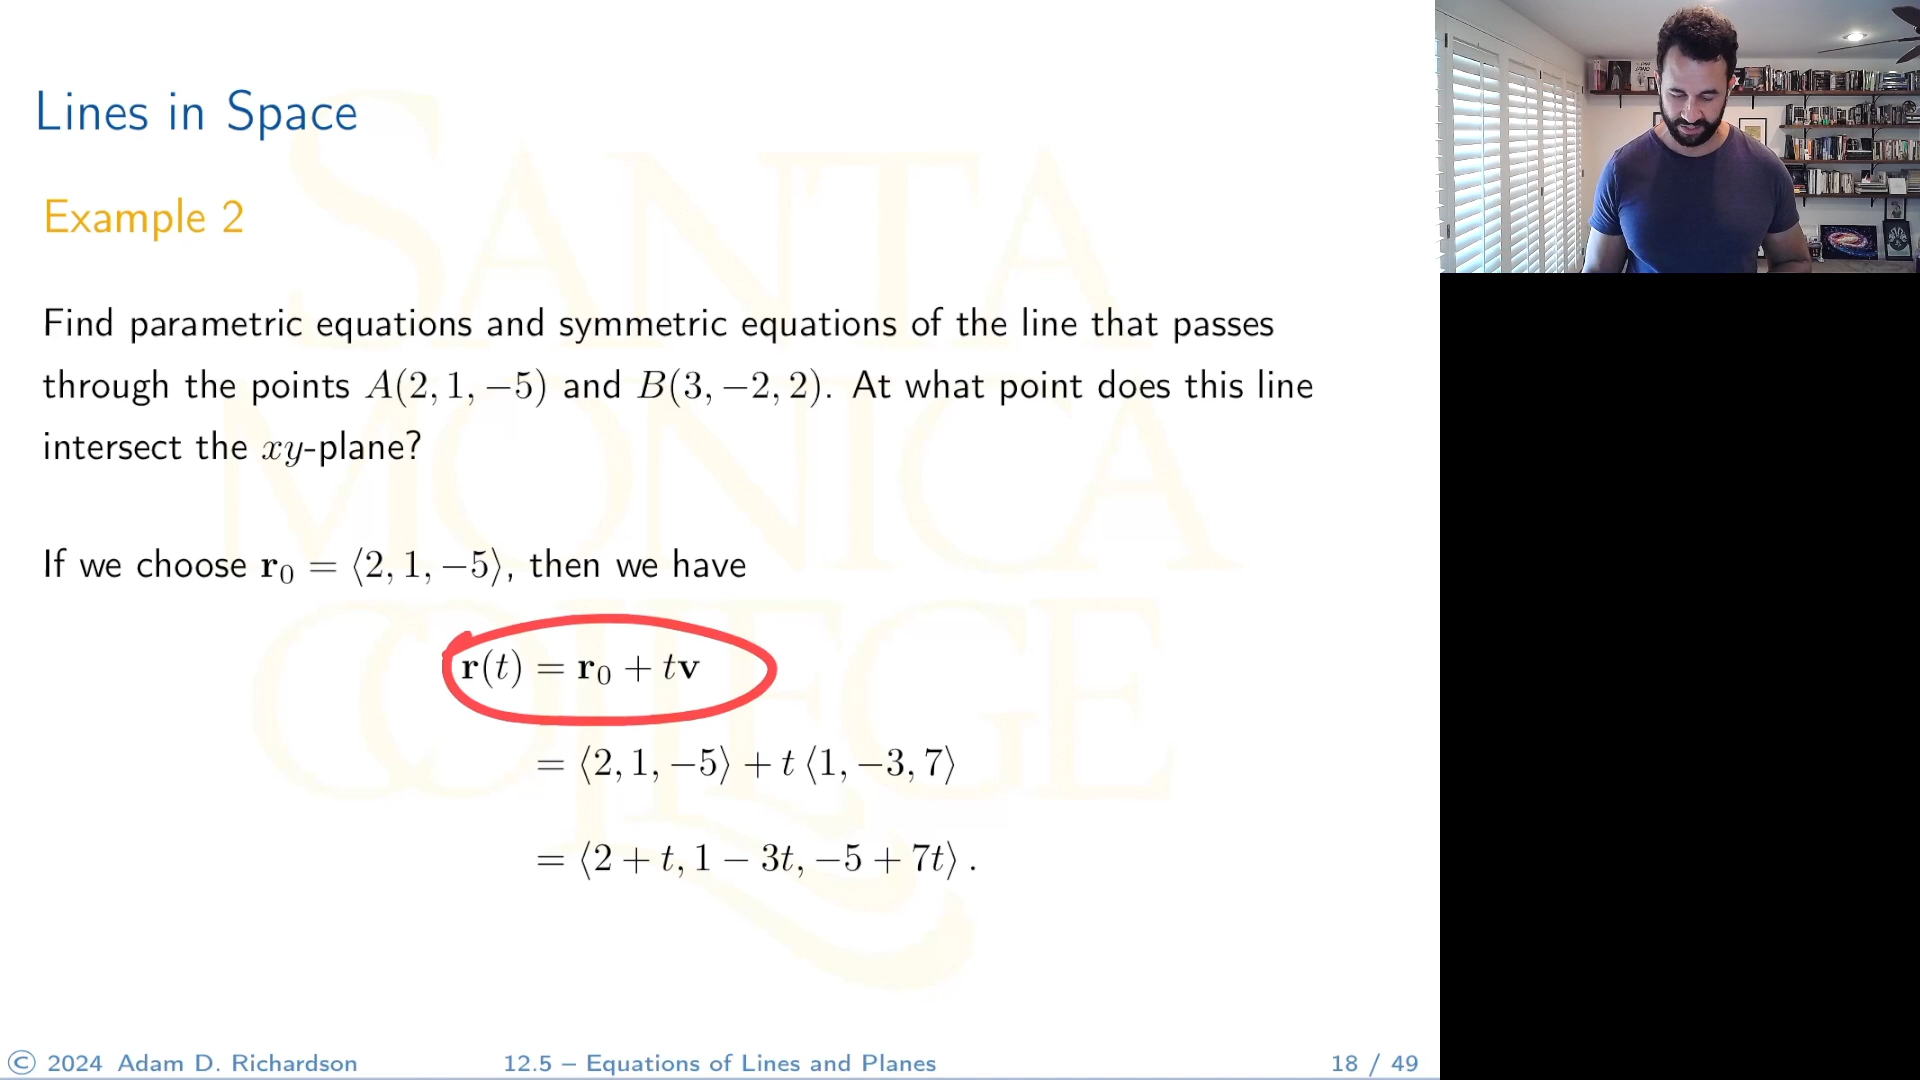 Lines in Space
Example 2
Find parametric equations and symmetric equations of the line that passes
through the points A(2, 1, −5) and B(3, −2, 2). At what point does this line
intersect the xy-plane?
If we choose r₀ = ⟨2, 1, −5⟩, then we have
r(t) = r₀ + tv
= ⟨2, 1, −5⟩ + t ⟨1, −3, 7⟩
= ⟨2 + t, 1 − 3t, −5 + 7t⟩ .
SANTA
MONICA
COLLEGE
© 2024 Adam D. Richardson
12.5 – Equations of Lines and Planes
18 / 49